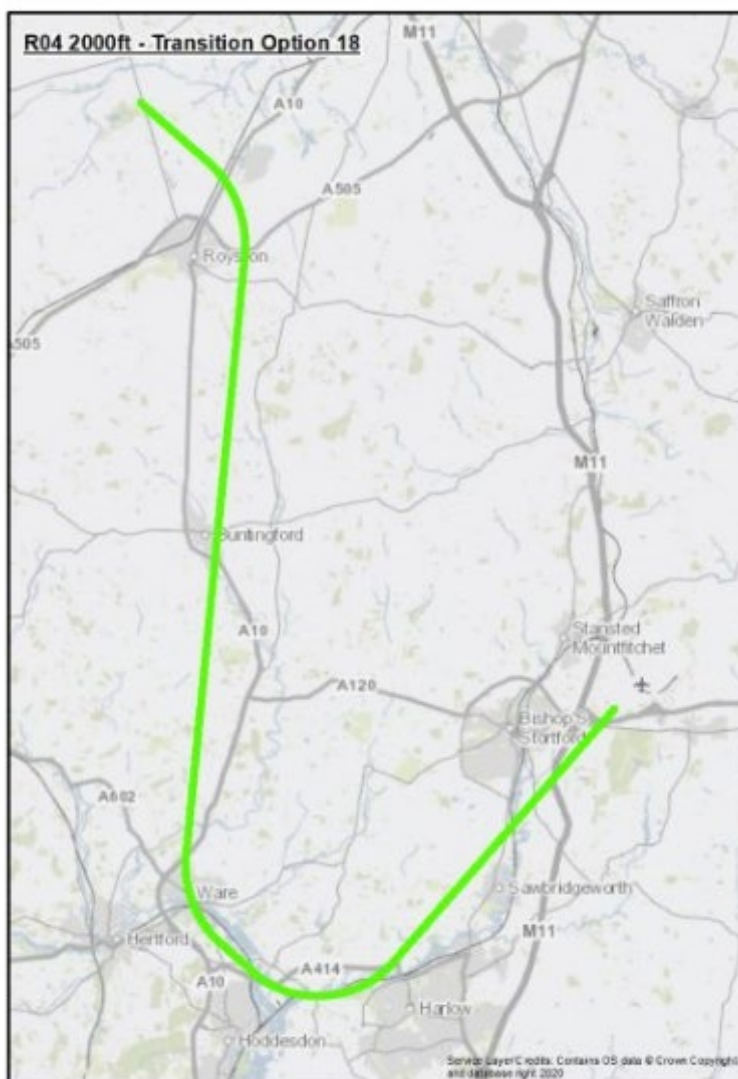 R04 2000ft - Transition Option 18
M11
A10
A505
Royston
Saffron
Walden
A505
M11
Buntingford
Stansted
Mountfitchet
A10
A120
Bishop's
Stortford
A602
Ware
Sawbridgeworth
Hertford
M11
A414
A10
Harlow
Hoddesdon
Service Layer Credits: Contains OS data © Crown Copyright
and database right 2020